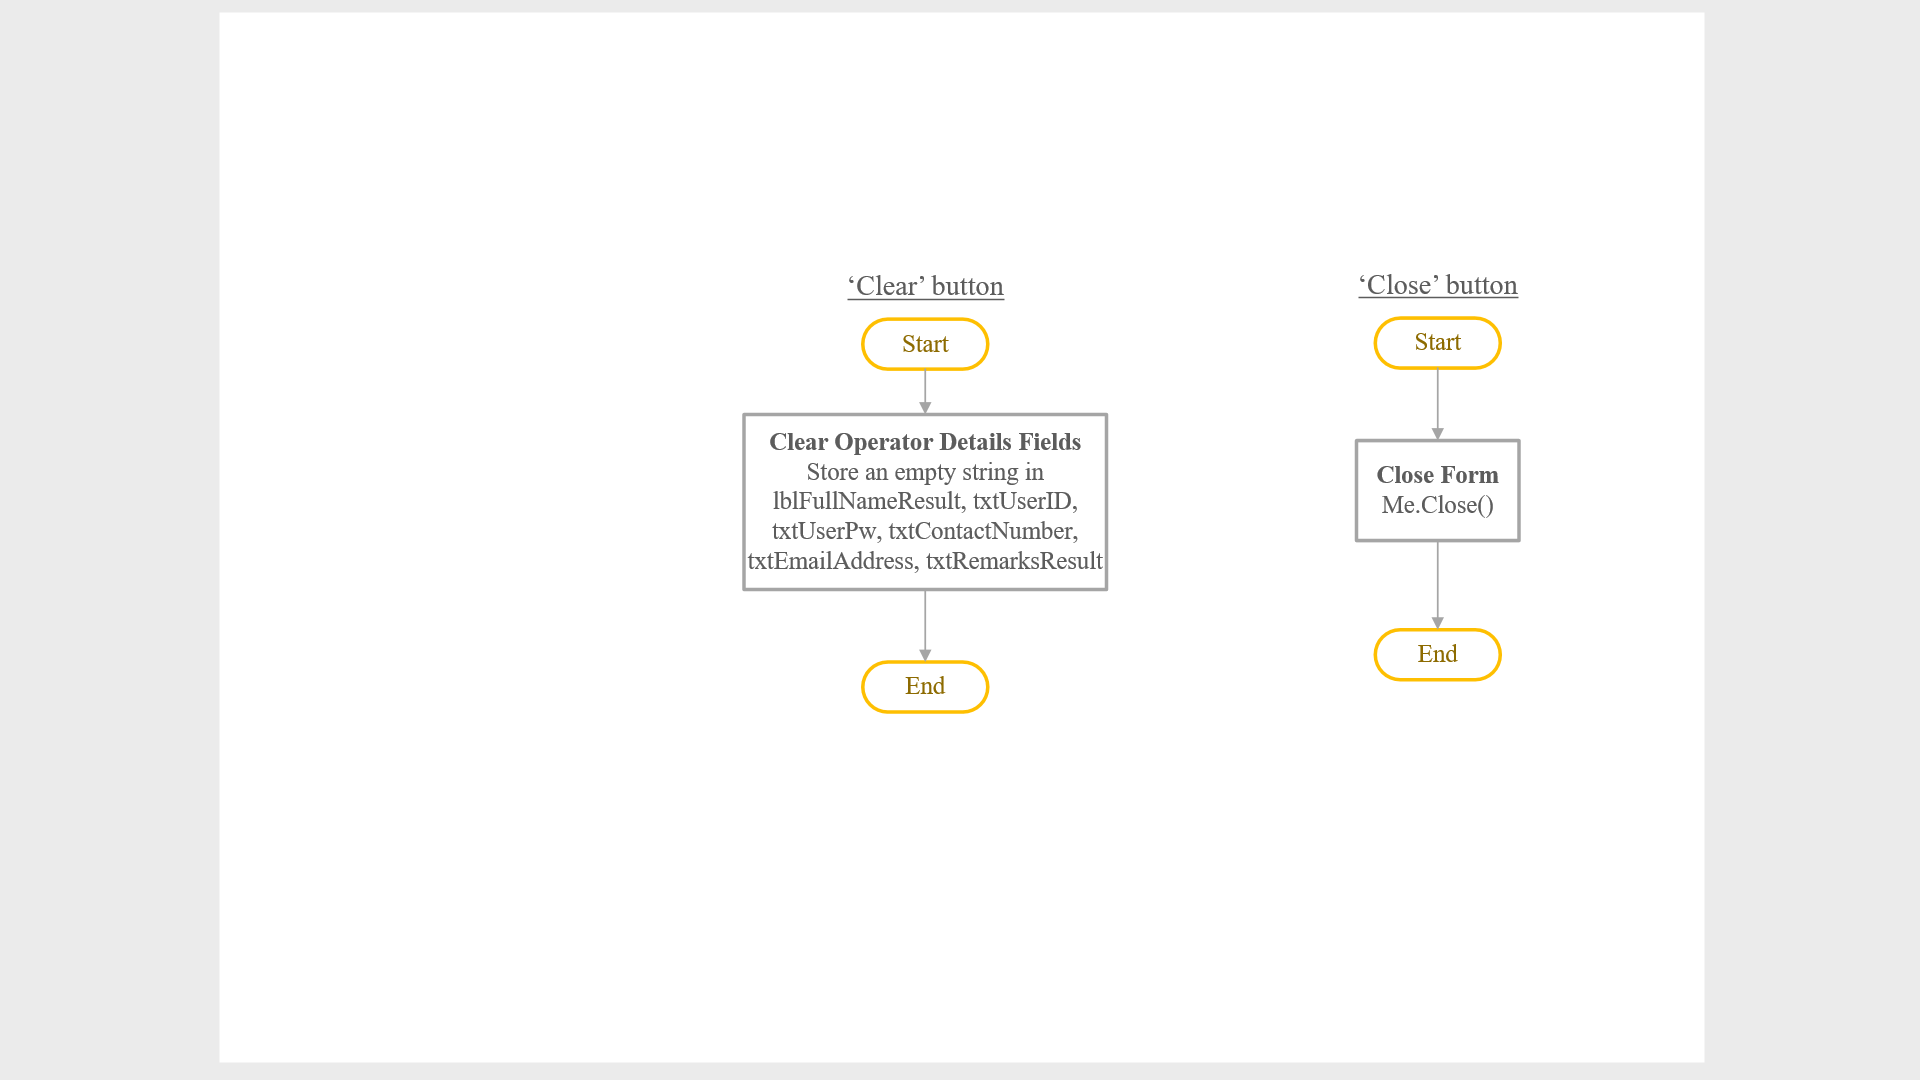 ‘Clear’ button
Start
Clear Operator Details Fields
Store an empty string in
lblFullNameResult, txtUserID,
txtUserPw, txtContactNumber,
txtEmailAddress, txtRemarksResult
End
‘Close’ button
Start
Close Form
Me.Close()
End